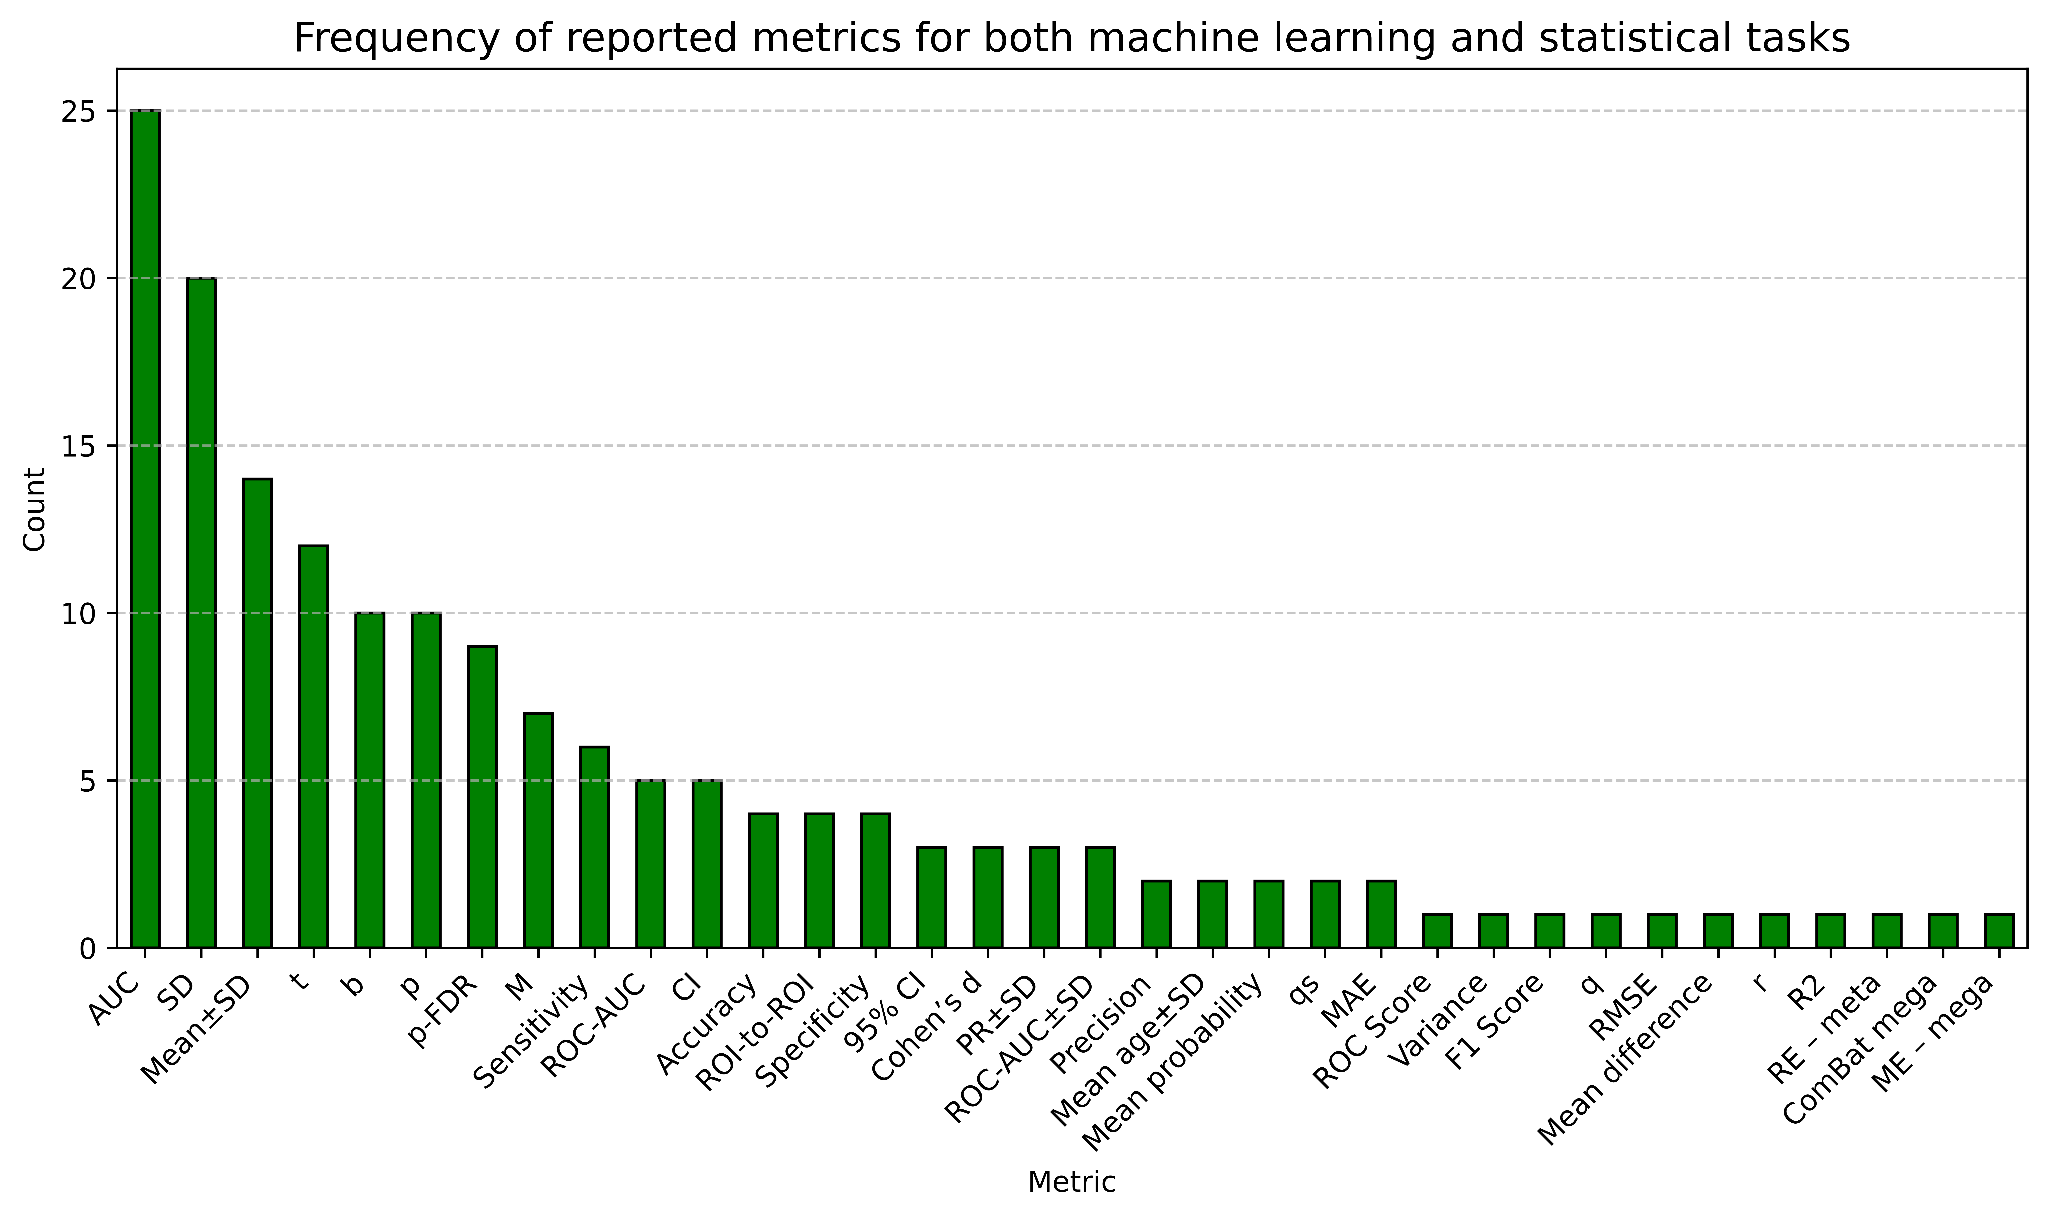 Frequency of reported metrics for both machine learning and statistical tasks
25
20
15
10
5
0
Count
AUC
SD
Mean±SD
t
b
p
p-FDR
M
Sensitivity
ROC-AUC
CI
Accuracy
ROI-to-ROI
Specificity
95% CI
Cohen’s d
PR±SD
ROC-AUC±SD
Precision
Mean age±SD
Mean probability
qs
MAE
ROC Score
Variance
F1 Score
q
RMSE
Mean difference
r
R2
RE – meta
ComBat mega
ME – mega
Metric